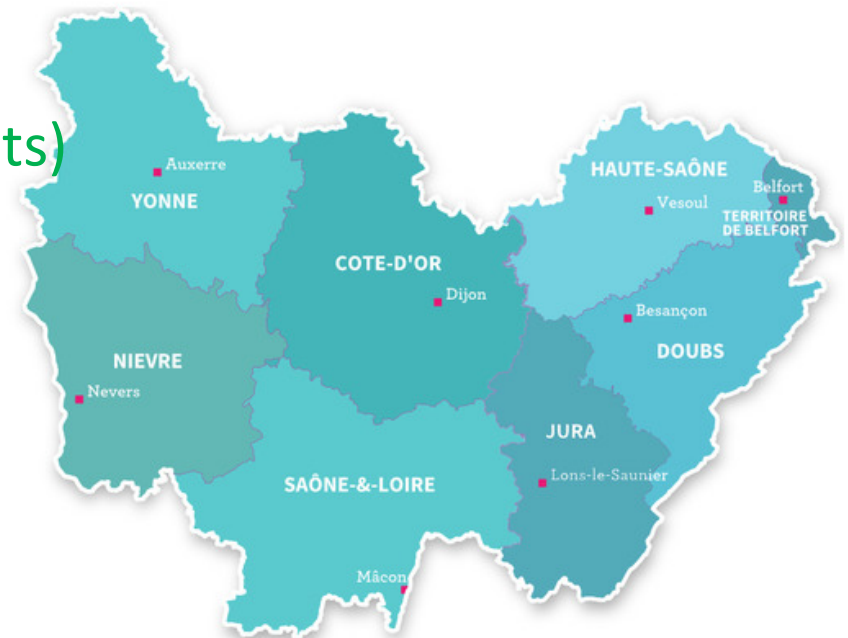 ts)
Auxerre
YONNE
HAUTE-SAÔNE
Belfort
Vesoul
TERRITOIRE
DE BELFORT
COTE-D'OR
Dijon
Besançon
NIEVRE
DOUBS
Nevers
JURA
Lons-le-Saunier
SAÔNE-&-LOIRE
Mâcon